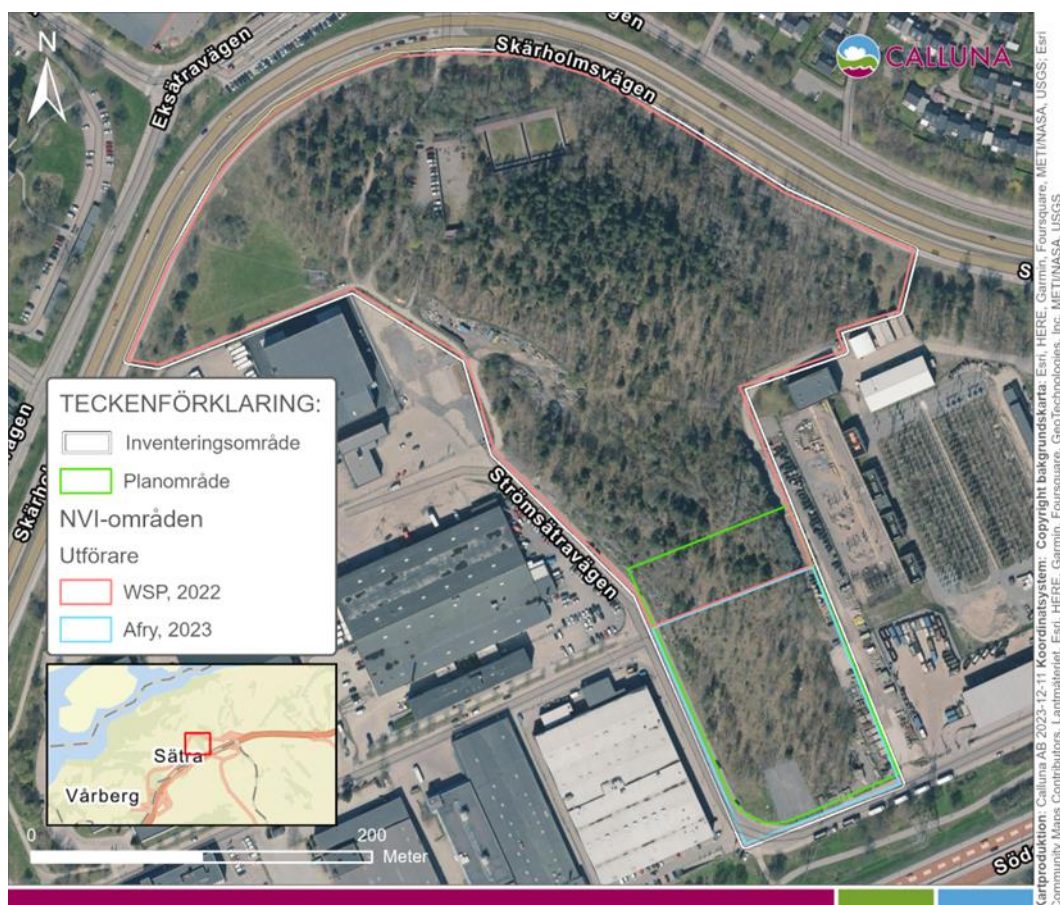 N
Eksätravägen
Skärholmsvägen
CALLUNA
S
TECKENFÖRKLARING:
Inventeringsområde
Planområde
NVI-områden
Utförare
WSP, 2022
Afry, 2023
Strömsätravägen
Sätra
Vårberg
0 200
Meter
Söd
Kartproduktion: Calluna AB 2023-12-11 Koordinatsystem: Copyright bakgrundskarta: Esri, HERE, Garmin, Foursquare, METI/NASA, USGS; Esri
Community Maps Contributors, Lantmäteriet, Esri, HERE, Garmin, Foursquare, GeoTechnologies, Inc, METI/NASA, USGS